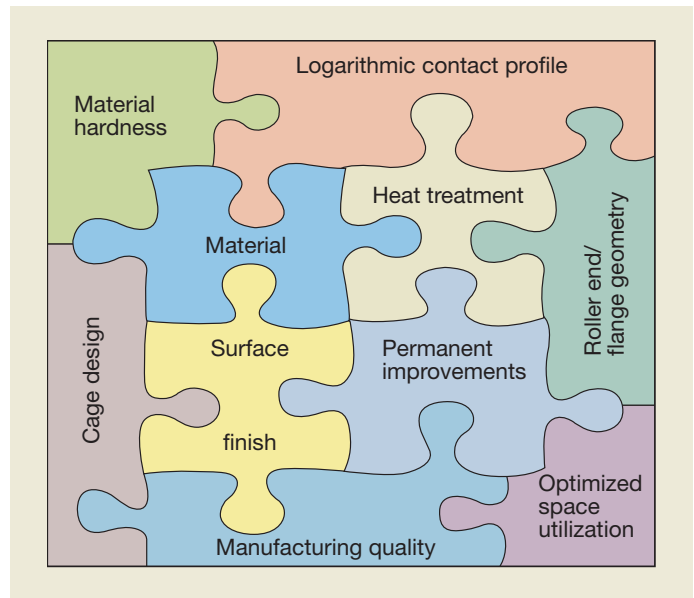 Logarithmic contact profile
Material
hardness
Heat treatment
Material
Roller end/
flange geometry
Cage design
Surface
finish
Permanent
improvements
Optimized
space
utilization
Manufacturing quality